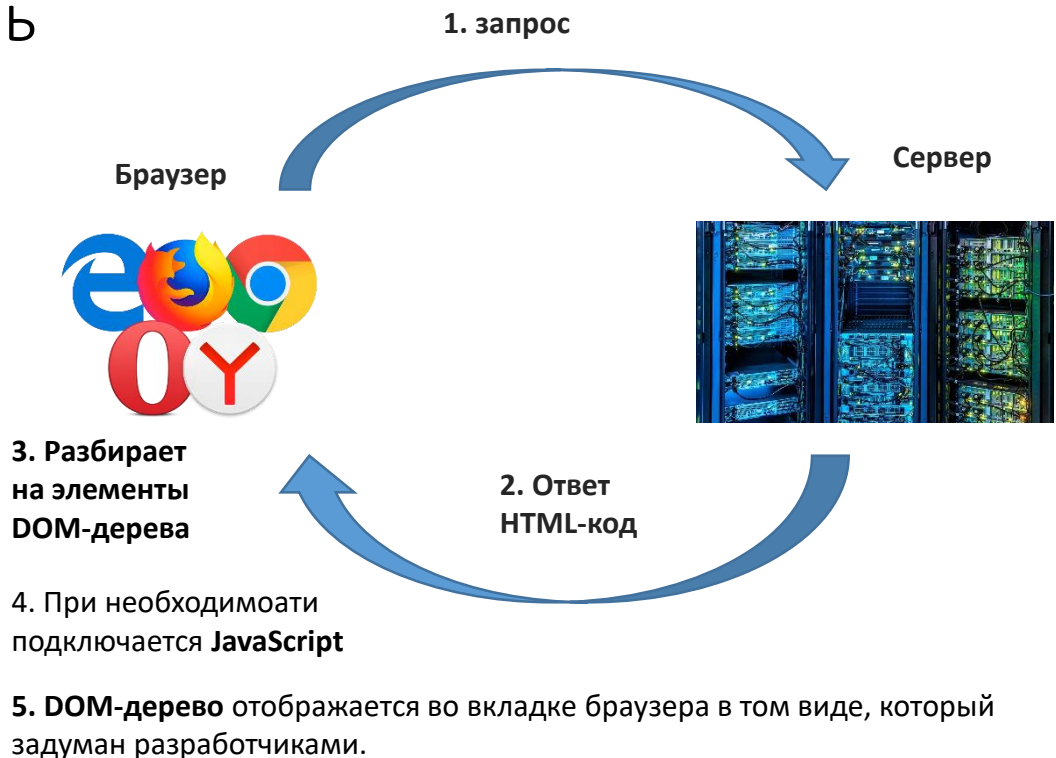 Ь
1. запрос
Браузер
Сервер
3. Разбирает
на элементы
DOM-дерева
2. Ответ
HTML-код
4. При необходимоати
подключается JavaScript
5. DOM-дерево отображается во вкладке браузера в том виде, который
задуман разработчиками.